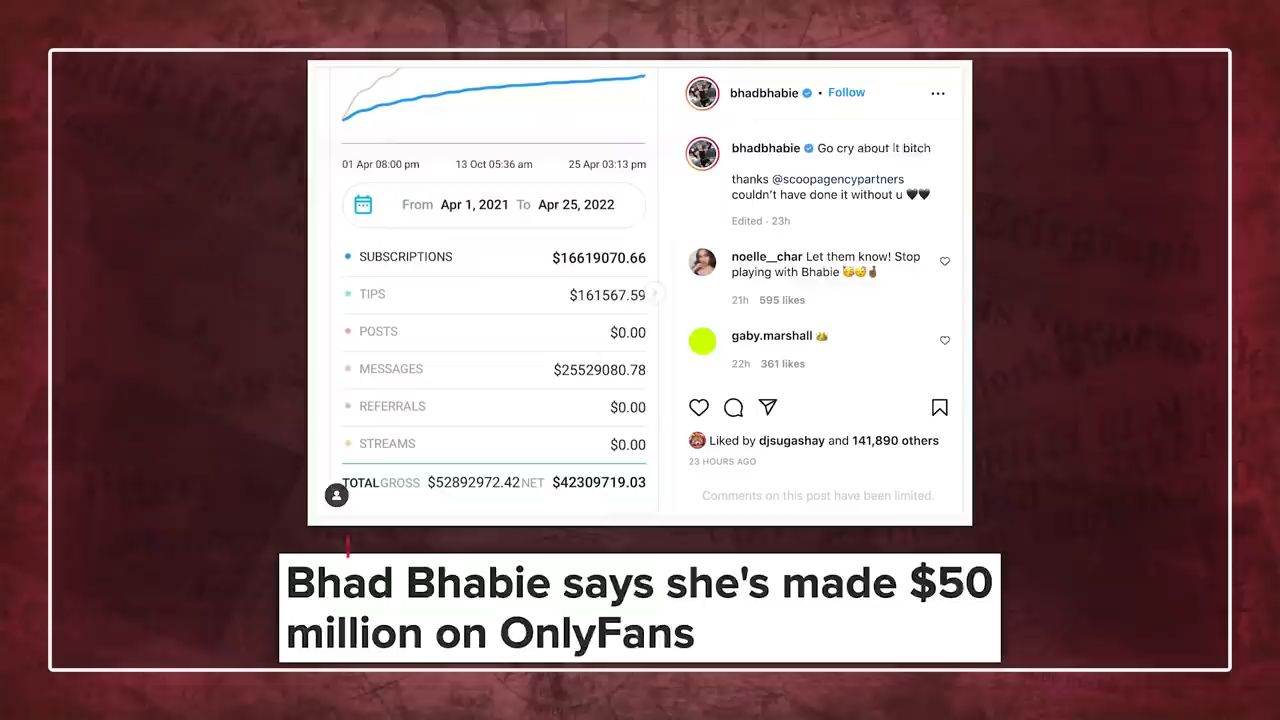 01 Apr 08:00 pm 13 Oct 05:36 am 25 Apr 03:13 pm
From Apr 1, 2021 To Apr 25, 2022
SUBSCRIPTIONS $16619070.66
TIPS $161567.59
POSTS $0.00
MESSAGES $25529080.78
REFERRALS $0.00
STREAMS $0.00
TOTAL GROSS $52892972.42 NET $42309719.03
bhadbhabie • Follow
bhadbhabie Go cry about it bitch
thanks @scoopagencypartners
couldn't have done it without u 🖤🖤
Edited · 23h
noelle__char Let them know! Stop
playing with Bhabie
21h 595 likes
gaby.marshall
22h 361 likes
Liked by djsugashay and 141,890 others
23 HOURS AGO
Comments on this post have been limited.
Bhad Bhabie says she's made $50
million on OnlyFans